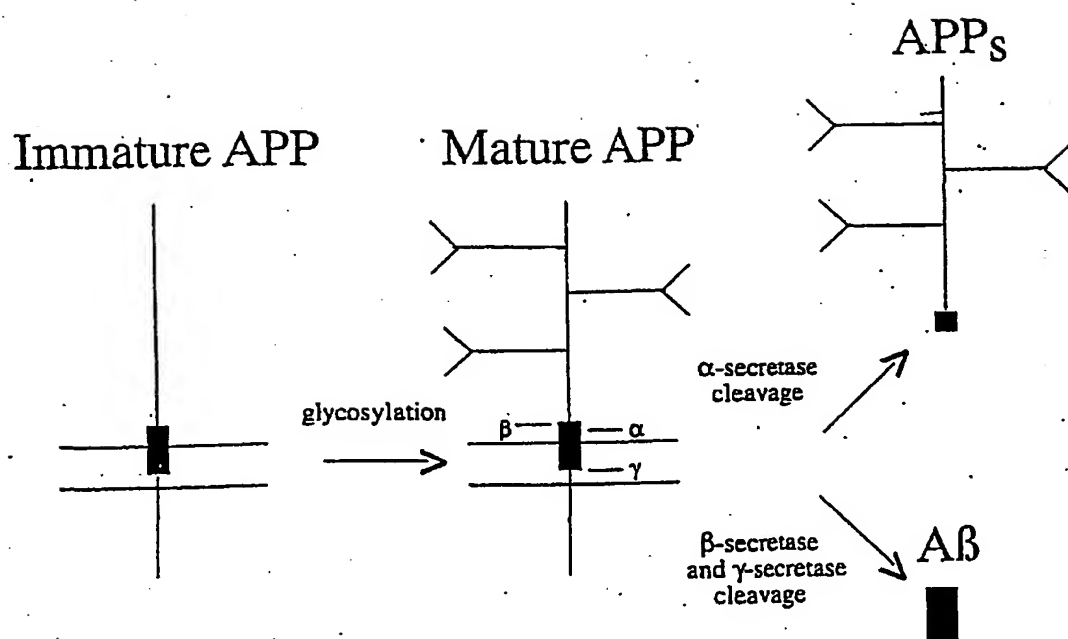 APPs
Immature APP
Mature APP
α-secretase
cleavage
glycosylation
β
α
γ
β-secretase
and γ-secretase
cleavage
Aß